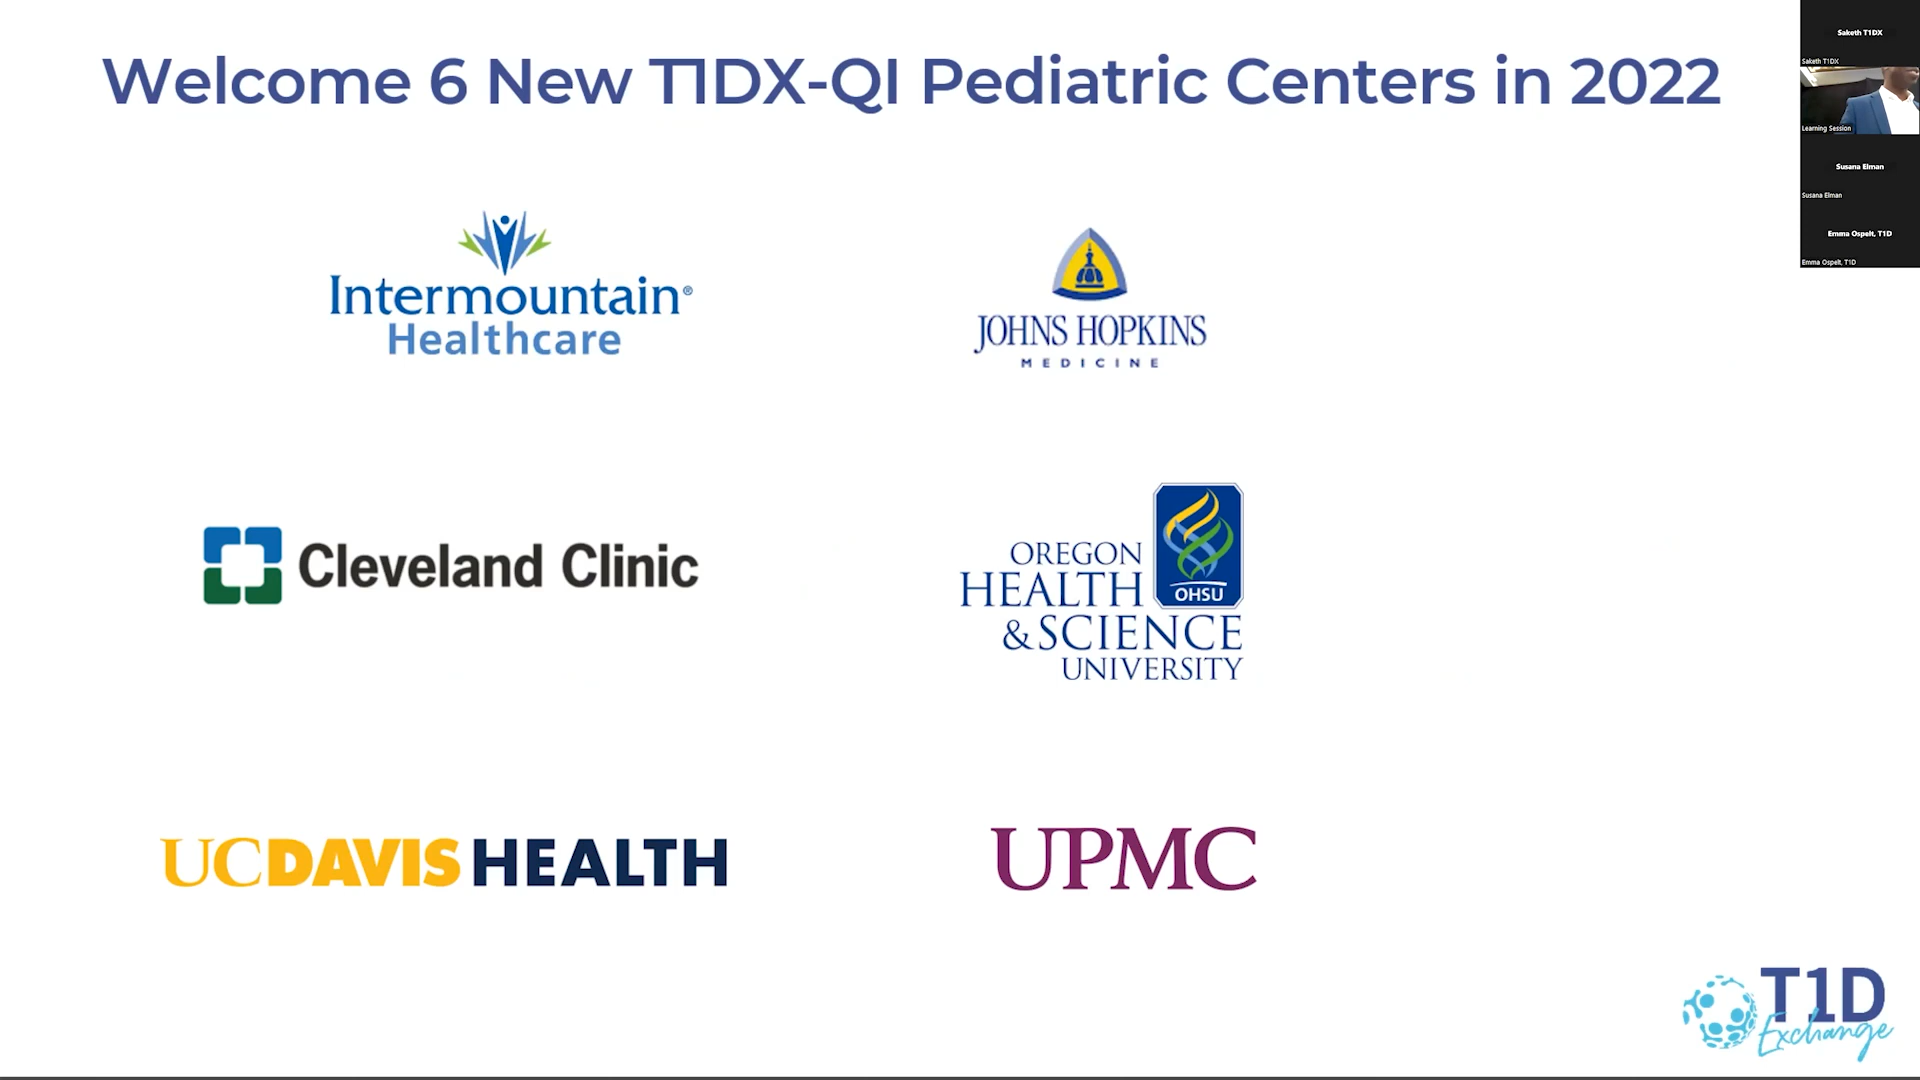 Welcome 6 New T1DX-QI Pediatric Centers in 2022
Intermountain®
Healthcare
JOHNS HOPKINS
MEDICINE
Cleveland Clinic
OREGON
HEALTH
OHSU
&SCIENCE
UNIVERSITY
UCDAVIS HEALTH
UPMC
T1D
Exchange
Saketh T1DX
Saketh T1DX
Learning Session
Susana Elman
Susana Elman
Emma Ospelt, T1D
Emma Ospelt, T1D